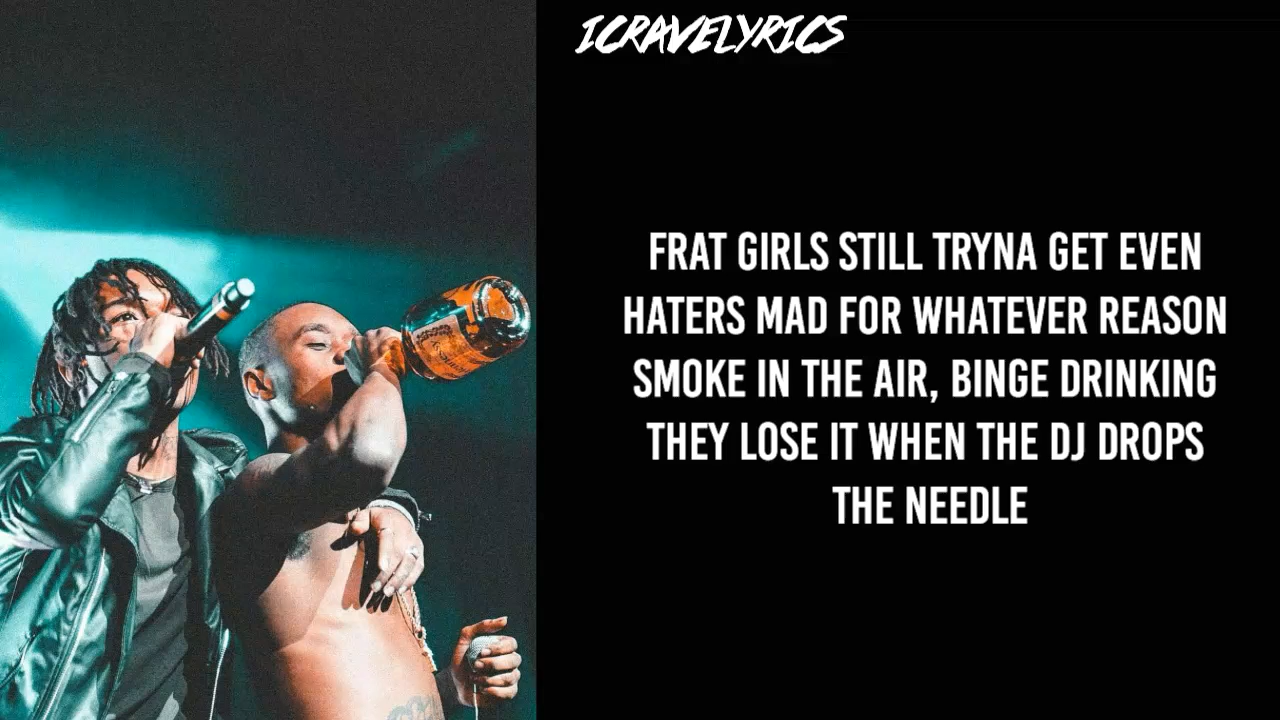 ICRAVELYRICS
FRAT GIRLS STILL TRYNA GET EVEN
HATERS MAD FOR WHATEVER REASON
SMOKE IN THE AIR, BINGE DRINKING
THEY LOSE IT WHEN THE DJ DROPS
THE NEEDLE